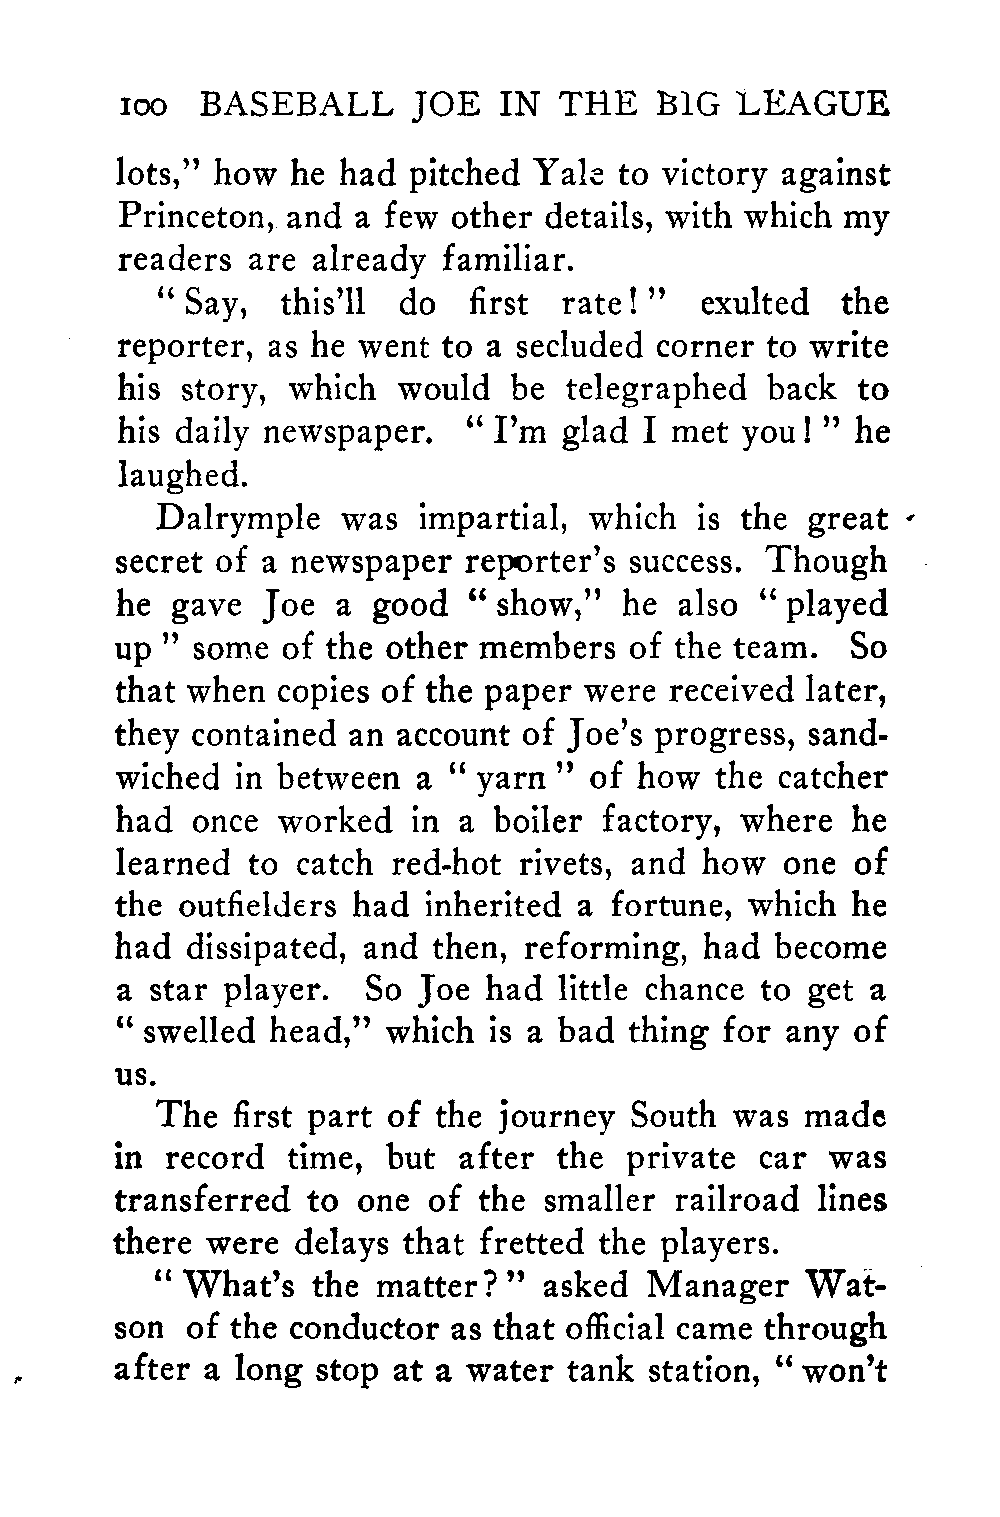 100 BASEBALL JOE IN THE BIG LEAGUE
lots," how he had pitched Yale to victory against
Princeton, and a few other details, with which my
readers are already familiar.
" Say, this'll do first rate! " exulted the
reporter, as he went to a secluded corner to write
his story, which would be telegraphed back to
his daily newspaper. " I'm glad I met you! " he
laughed.
Dalrymple was impartial, which is the great
secret of a newspaper reporter's success. Though
he gave Joe a good " show," he also " played
up " some of the other members of the team. So
that when copies of the paper were received later,
they contained an account of Joe's progress, sand-
wiched in between a " yarn " of how the catcher
had once worked in a boiler factory, where he
learned to catch red-hot rivets, and how one of
the outfielders had inherited a fortune, which he
had dissipated, and then, reforming, had become
a star player. So Joe had little chance to get a
" swelled head," which is a bad thing for any of
us.
The first part of the journey South was made
in record time, but after the private car was
transferred to one of the smaller railroad lines
there were delays that fretted the players.
" What's the matter? " asked Manager Wat-
son of the conductor as that official came through
after a long stop at a water tank station, " won't